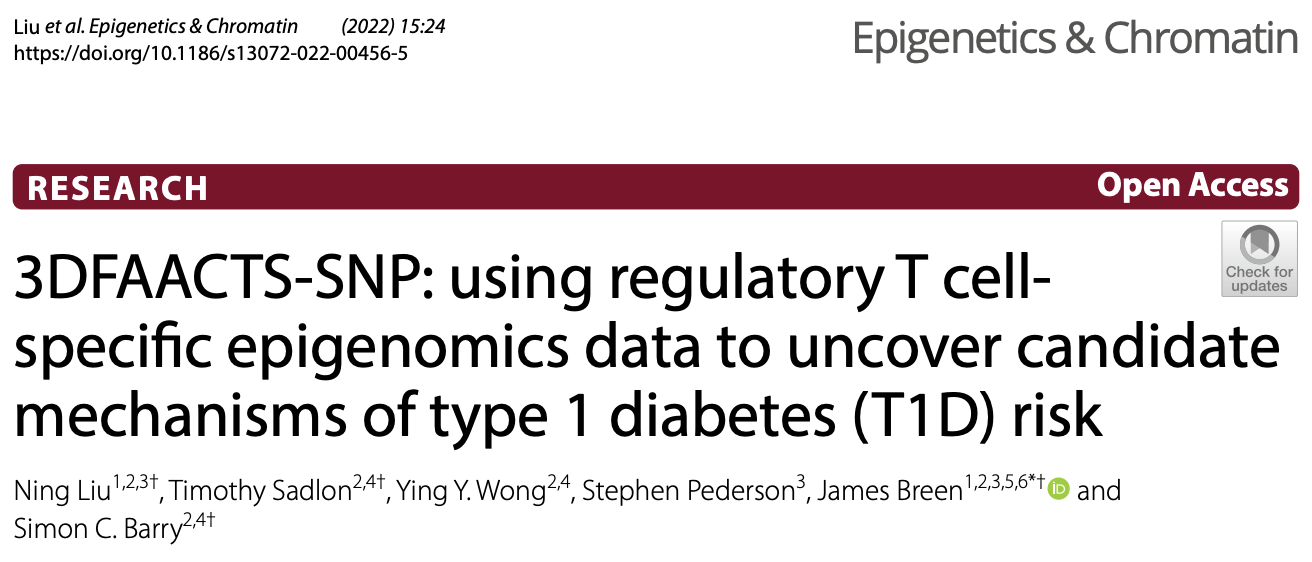 Liu et al. Epigenetics & Chromatin (2022) 15:24
https://doi.org/10.1186/s13072-022-00456-5
Epigenetics & Chromatin
RESEARCH
Open Access
Check for
updates
3DFAACTS-SNP: using regulatory T cell-
specific epigenomics data to uncover candidate
mechanisms of type 1 diabetes (T1D) risk
Ning Liu1,2,3†, Timothy Sadlon2,4†, Ying Y. Wong2,4, Stephen Pederson3, James Breen1,2,3,5,6*† iD and
Simon C. Barry2,4†